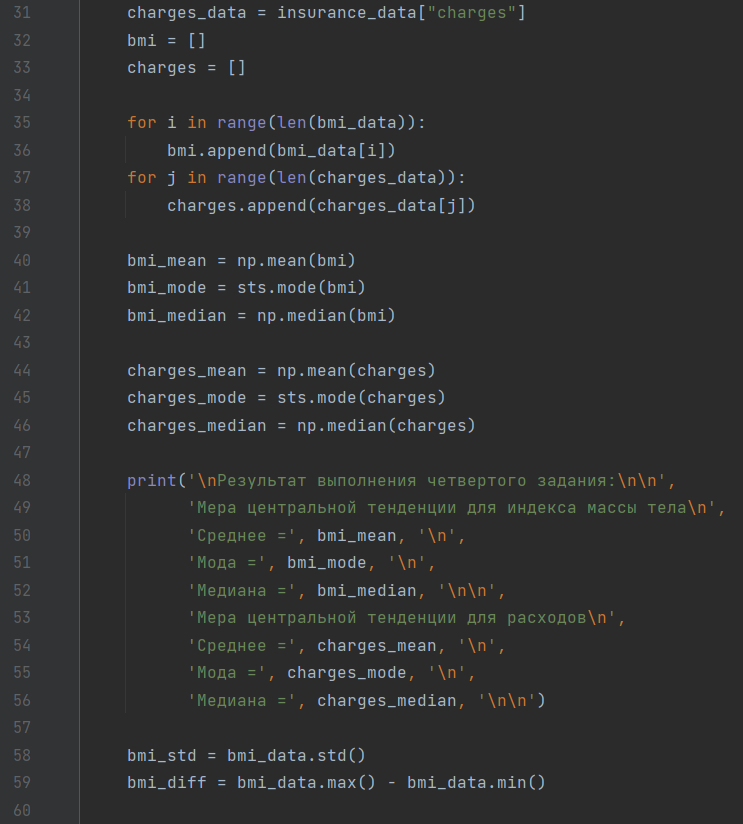 31 charges_data = insurance_data["charges"]
32 bmi = []
33 charges = []
34
35 for i in range(len(bmi_data)):
36     bmi.append(bmi_data[i])
37 for j in range(len(charges_data)):
38     charges.append(charges_data[j])
39
40 bmi_mean = np.mean(bmi)
41 bmi_mode = sts.mode(bmi)
42 bmi_median = np.median(bmi)
43
44 charges_mean = np.mean(charges)
45 charges_mode = sts.mode(charges)
46 charges_median = np.median(charges)
47
48 print('\nРезультат выполнения четвертого задания:\n\n',
49       'Мера центральной тенденции для индекса массы тела\n',
50       'Среднее =', bmi_mean, '\n',
51       'Мода =', bmi_mode, '\n',
52       'Медиана =', bmi_median, '\n\n',
53       'Мера центральной тенденции для расходов\n',
54       'Среднее =', charges_mean, '\n',
55       'Мода =', charges_mode, '\n',
56       'Медиана =', charges_median, '\n\n')
57
58 bmi_std = bmi_data.std()
59 bmi_diff = bmi_data.max() - bmi_data.min()
60